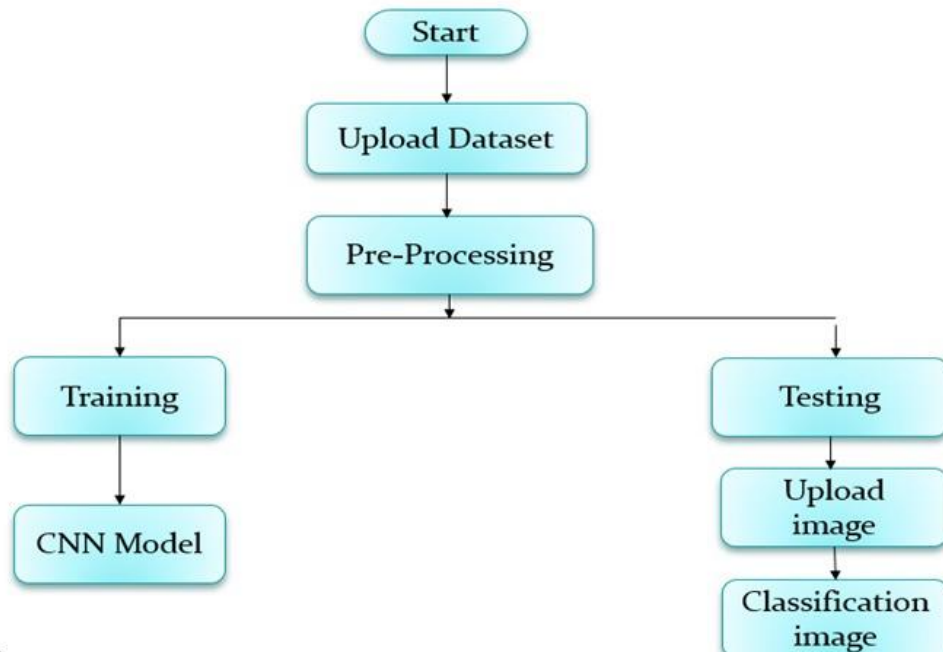 Start
Upload Dataset
Pre-Processing
Training
Testing
CNN Model
Upload
image
Classification
image